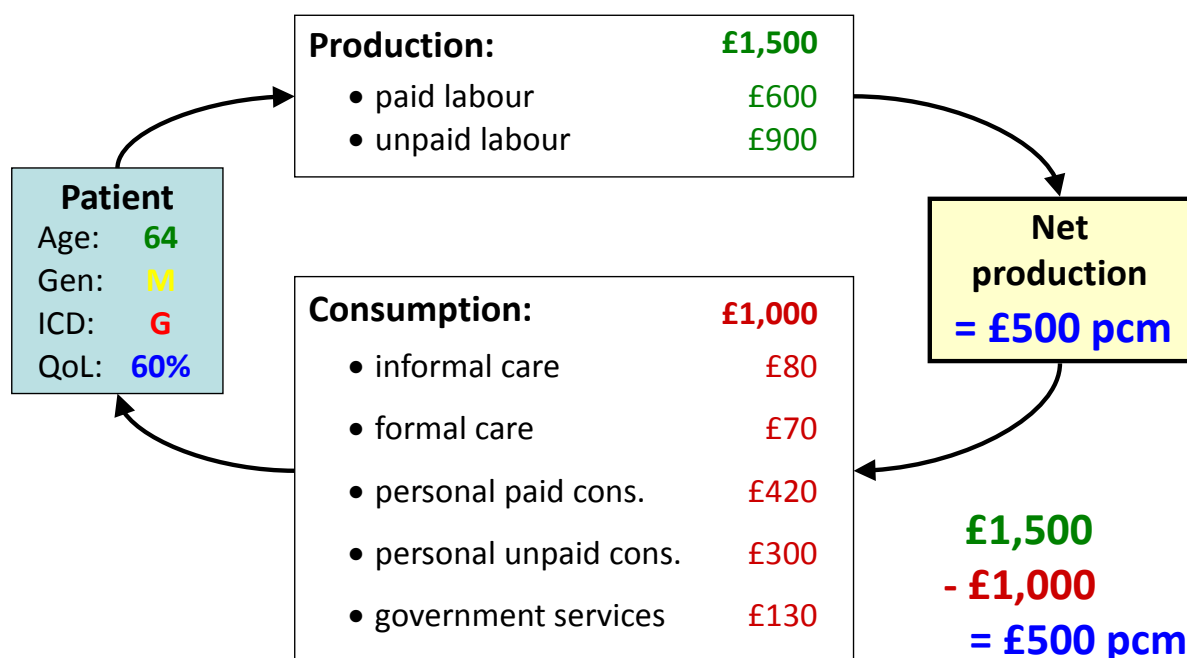 Production: £1,500
• paid labour £600
• unpaid labour £900
Patient
Age: 64
Gen: M
ICD: G
QoL: 60%
Net
production
= £500 pcm
Consumption: £1,000
• informal care £80
• formal care £70
• personal paid cons. £420
• personal unpaid cons. £300
• government services £130
£1,500
- £1,000
= £500 pcm